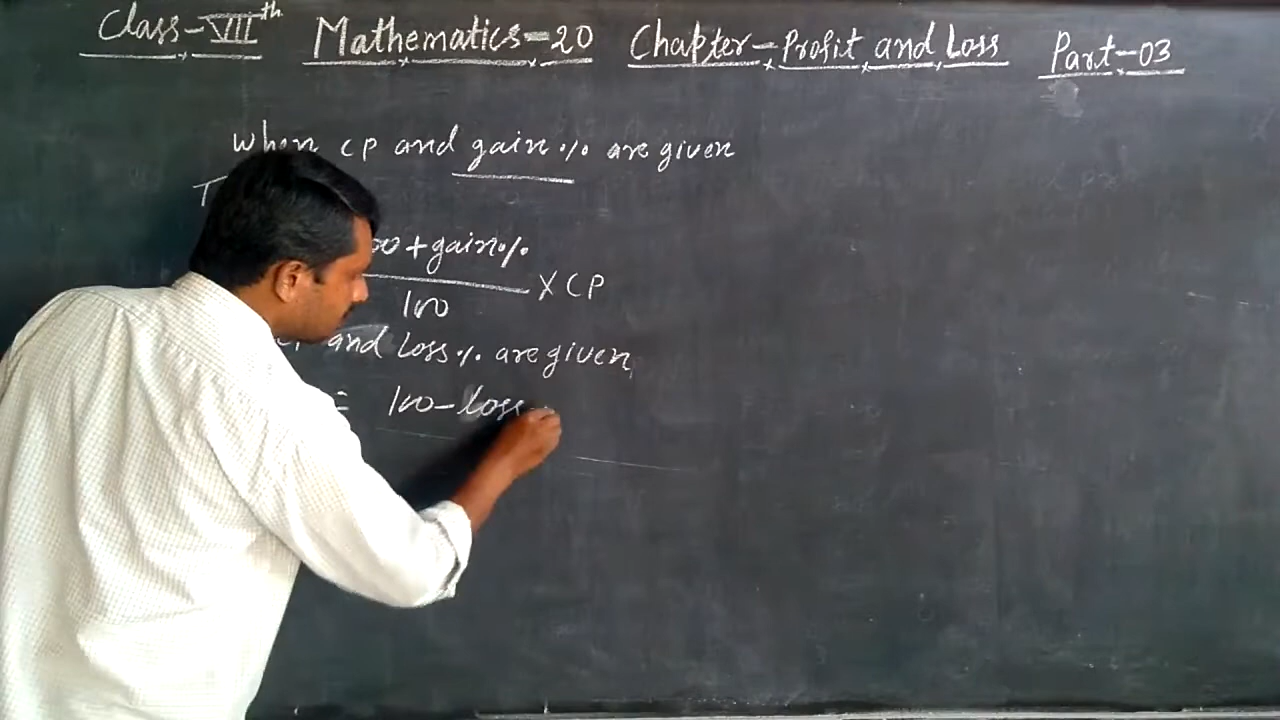 Class-VIIIth Mathematics-20 Chapter-Profit and Loss Part-03
When CP and gain% are given
T
00 + gain%
100
X CP
and Loss% are given
= 100 - loss